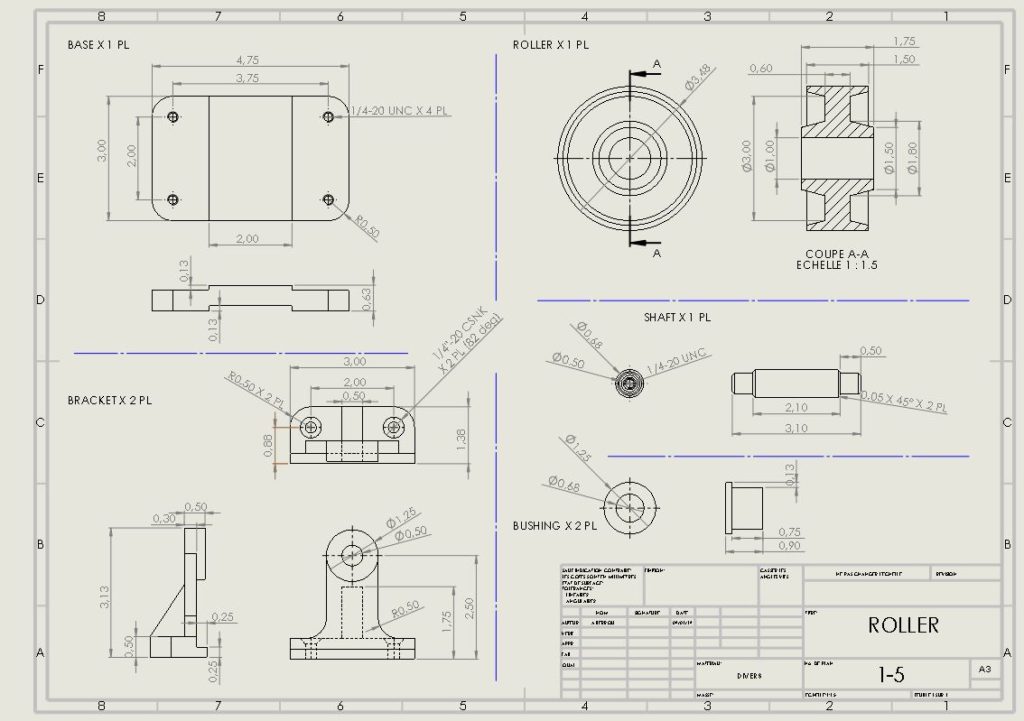 8 7 6 5 4 3 2 1
F
F
BASE X 1 PL
4,75
3,75
1/4-20 UNC X 4 PL
3,00
2,00
R0,50
2,00
E
E
0,13
0,63
0,13
D
D
ROLLER X 1 PL
A
Ø3,48
A
1,75
1,50
0,60
Ø3,00
Ø1,00
Ø1,50
Ø1,80
COUPE A-A
ECHELLE 1 : 1.5
BRACKET X 2 PL
3,00
2,00
0,50
R0,50 X 2 PL
1/4"-20 CSNK
X 2 PL (82 deg)
0,88
1,38
C
C
SHAFT X 1 PL
Ø0,68
Ø0,50
1/4-20 UNC
0,50
0,05 X 45° X 2 PL
2,10
3,10
0,50
0,30
3,13
0,25
0,50
0,25
Ø1,25
Ø0,50
R0,50
1,75
2,50
B
B
BUSHING X 2 PL
Ø1,25
Ø0,68
0,13
0,75
0,90
A
A
NOM SIGNATURE DATE
ROLLER
DIVERS
1-5
A3
8 7 6 5 4 3 2 1